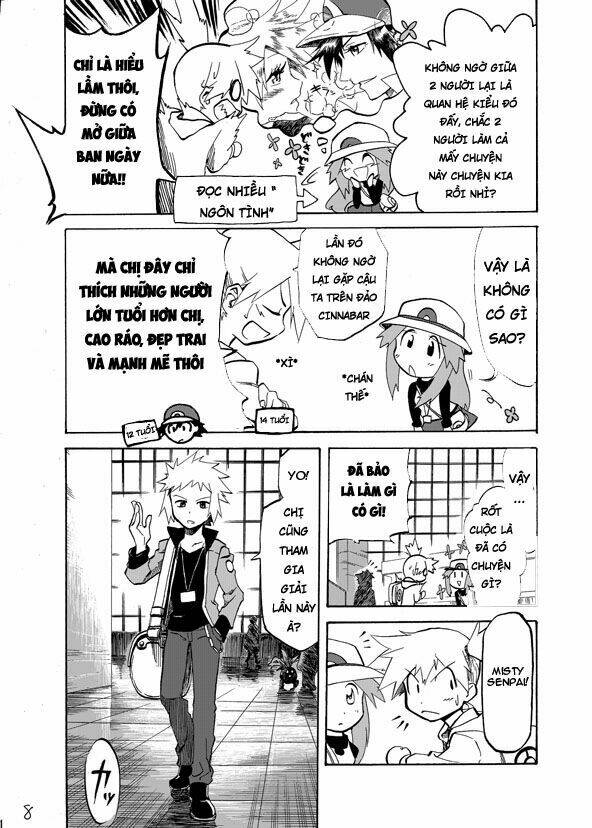 KHÔNG NGỜ GIỮA
2 NGƯỜI LẠI LÀ
QUAN HỆ KIỂU ĐÓ
ĐẤY, CHẮC 2
NGƯỜI LÀM CẢ
MẤY CHUYỆN
NÀY CHUYỆN KIA
RỒI NHỈ?
CHỈ LÀ HIỂU
LẦM THÔI,
ĐỪNG CÓ
MỞ GIỮA
BAN NGÀY
NỮA!!
ĐỌC NHIỀU "
NGÔN TÌNH"
VẬY LÀ
KHÔNG
CÓ GÌ
SAO?
LẦN ĐÓ
KHÔNG NGỜ
LẠI GẶP CẬU
TA TRÊN ĐẢO
CINNABAR
*XÌ*
*CHÁN
THẾ*
MÀ CHỊ ĐÂY CHỈ
THÍCH NHỮNG NGƯỜI
LỚN TUỔI HƠN CHỊ,
CAO RÁO, ĐẸP TRAI
VÀ MẠNH MẼ THÔI
14 TUỔI
12 TUỔI
VẬY
...
RỐT
CUỘC LÀ
ĐÃ CÓ
CHUYỆN
GÌ?
ĐÃ BẢO
LÀ LÀM GÌ
CÓ GÌ!
MISTY
SENPAI!
YO!
CHỊ
CŨNG
THAM
GIA
GIẢI
LẦN NÀY
À?
カッ
8